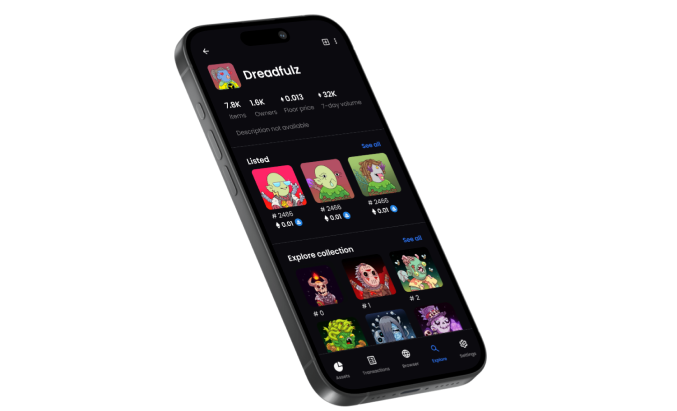 Dreadfulz
7.8K 1.6K 0.013 32K
Items Owners Floor price 7-day volume
Description not available
Listed See all
# 2466 # 2466 # 2466
0.01 0.01 0.01
Explore collection See all
# 0 # 1 # 2
Assets Transactions Browser Explore Settings